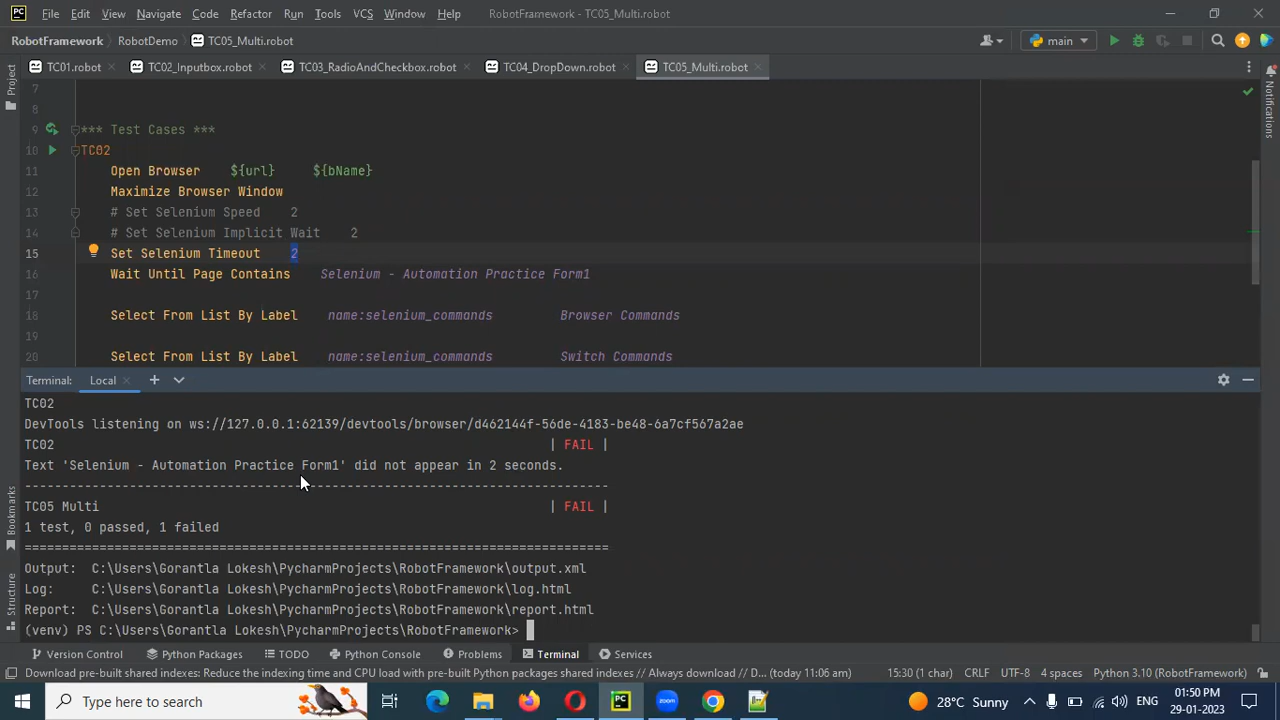 PC File Edit View Navigate Code Refactor Run Tools VCS Window Help RobotFramework - TC05_Multi.robot
RobotFramework RobotDemo TC05_Multi.robot main
TC01.robot TC02_Inputbox.robot TC03_RadioAndCheckbox.robot TC04_DropDown.robot TC05_Multi.robot
Project
Notifications
7
8
9 *** Test Cases ***
10 TC02
11 Open Browser ${url} ${bName}
12 Maximize Browser Window
13 # Set Selenium Speed 2
14 # Set Selenium Implicit Wait 2
15 Set Selenium Timeout 2
16 Wait Until Page Contains Selenium - Automation Practice Form1
17
18 Select From List By Label name:selenium_commands Browser Commands
19
20 Select From List By Label name:selenium_commands Switch Commands
Terminal: Local
TC02
DevTools listening on ws://127.0.0.1:62139/devtools/browser/d462144f-56de-4183-be48-6a7cf567a2ae
TC02 | FAIL |
Text 'Selenium - Automation Practice Form1' did not appear in 2 seconds.
------------------------------------------------------------------------------
TC05 Multi | FAIL |
1 test, 0 passed, 1 failed
==============================================================================
Output: C:\Users\Gorantla Lokesh\PycharmProjects\RobotFramework\output.xml
Log: C:\Users\Gorantla Lokesh\PycharmProjects\RobotFramework\log.html
Report: C:\Users\Gorantla Lokesh\PycharmProjects\RobotFramework\report.html
(venv) PS C:\Users\Gorantla Lokesh\PycharmProjects\RobotFramework>
Bookmarks
Structure
Version Control Python Packages TODO Python Console Problems Terminal Services
Download pre-built shared indexes: Reduce the indexing time and CPU load with pre-built Python packages shared indexes // Always download // D... (today 11:06 am) 15:30 (1 char) CRLF UTF-8 4 spaces Python 3.10 (RobotFramework)
Type here to search zoom PC 28°C Sunny ENG 01:50 PM
29-01-2023